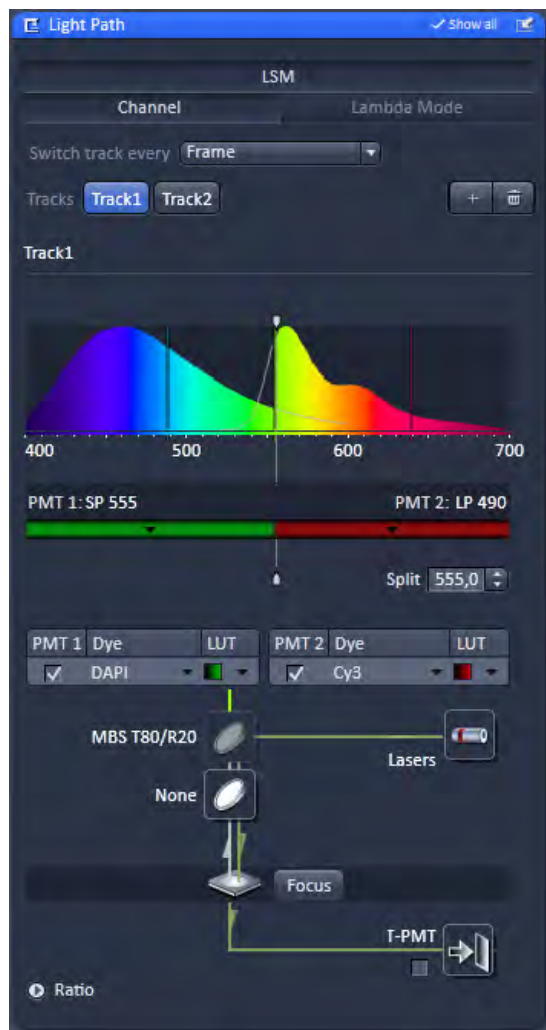 Light Path Show all
LSM
Channel Lambda Mode
Switch track every Frame
Tracks Track1 Track2 +
Track1
400 500 600 700
PMT 1: SP 555 PMT 2: LP 490
Split 555,0
PMT 1 Dye LUT PMT 2 Dye LUT
DAPI Cy3
MBS T80/R20
Lasers
None
Focus
T-PMT
Ratio